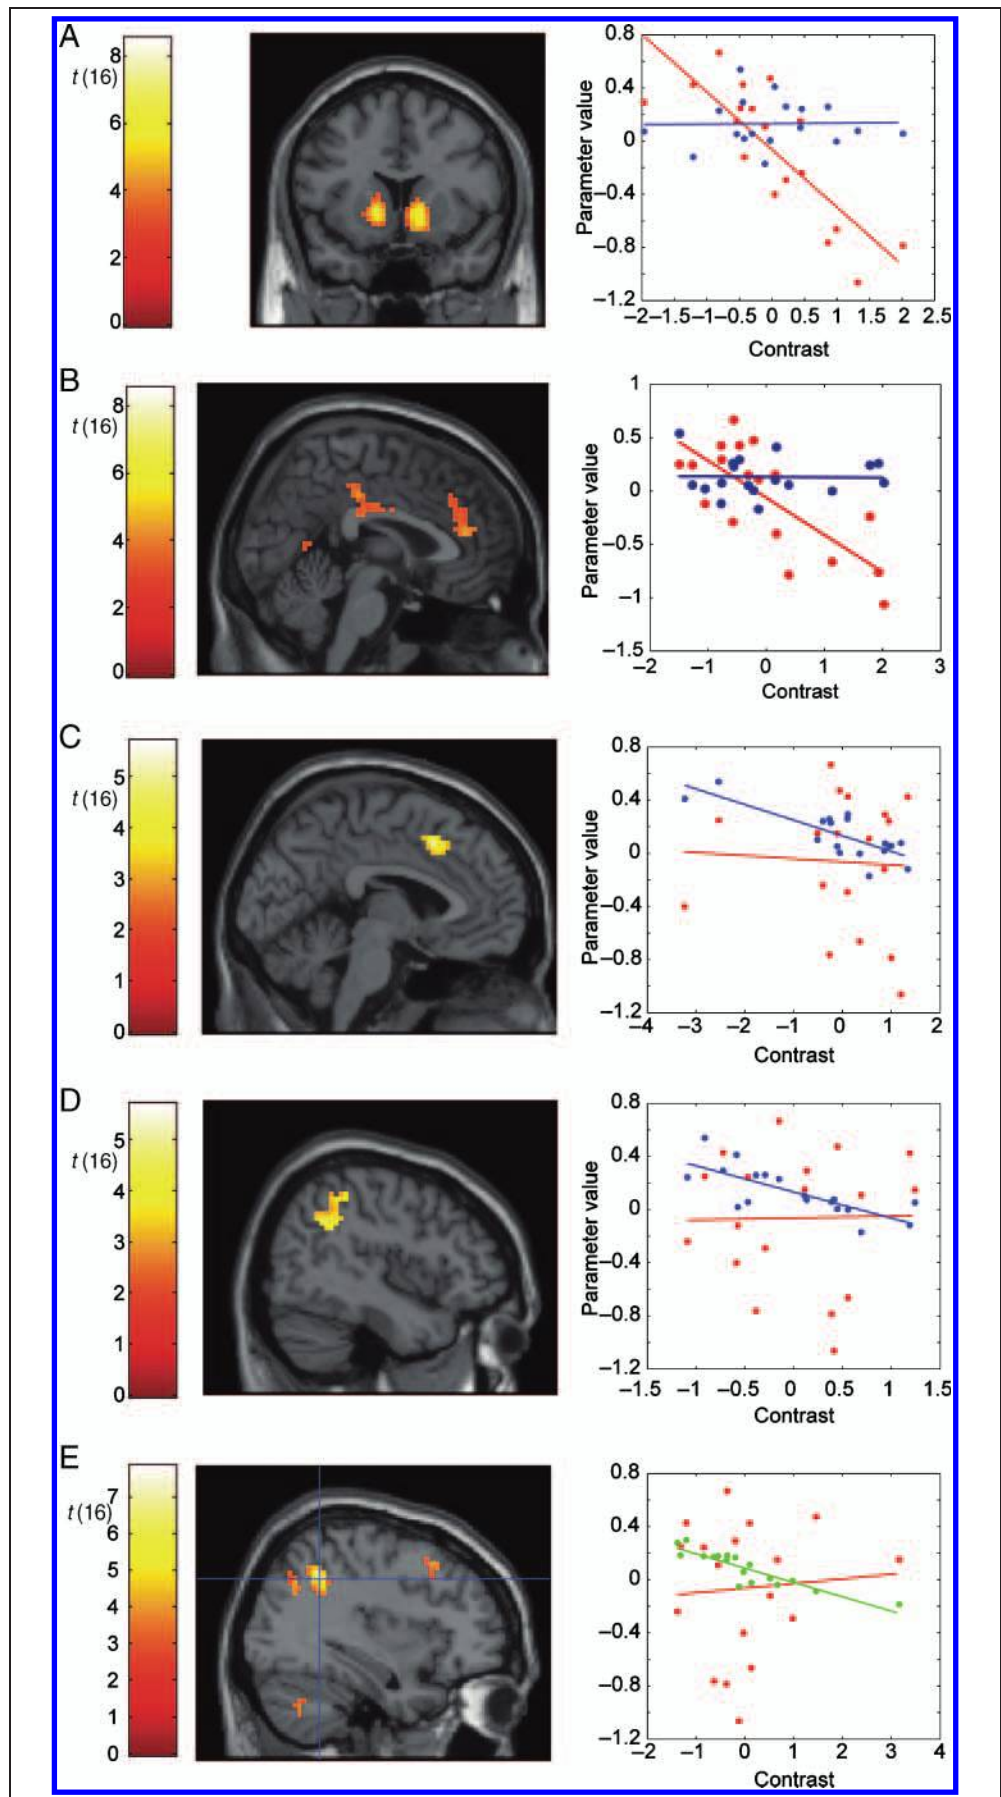 A
t(16)
8
6
4
2
0
Parameter value
0.8
0.4
0
−0.4
−0.8
−1.2
−2 −1.5 −1 −0.5 0 0.5 1 1.5 2 2.5
Contrast
B
t(16)
8
6
4
2
0
Parameter value
1
0.5
0
−0.5
−1
−1.5
−2 −1 0 1 2 3
Contrast
C
t(16)
5
4
3
2
1
0
Parameter value
0.8
0.4
0
−0.4
−0.8
−1.2
−4 −3 −2 −1 0 1 2
Contrast
D
t(16)
5
4
3
2
1
0
Parameter value
0.8
0.4
0
−0.4
−0.8
−1.2
−1.5 −1 −0.5 0 0.5 1 1.5
Contrast
E
t(16)
7
6
5
4
3
2
1
0
Parameter value
0.8
0.4
0
−0.4
−0.8
−1.2
−2 −1 0 1 2 3 4
Contrast